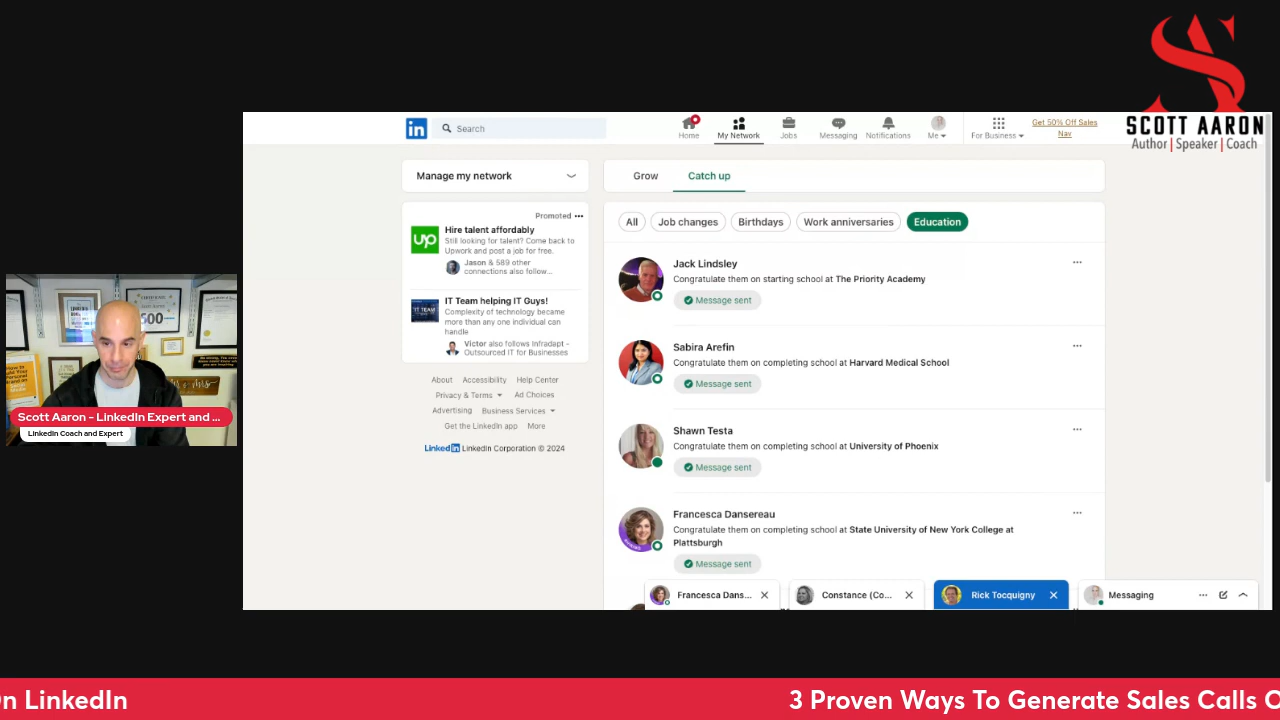 SCOTT AARON
Author | Speaker | Coach
in
Search
Home
My Network
Jobs
Messaging
Notifications
Me
For Business
Get 50% Off Sales
Nav
Manage my network
Grow
Catch up
Promoted
up
Hire talent affordably
Still looking for talent? Come back to
Upwork and post a job for free.
Jason & 589 other
connections also follow...
IT TEAM
IT Team helping IT Guys!
Complexity of technology became
more than any one individual can
handle
Victor also follows Infradapt -
Outsourced IT for Businesses
About Accessibility Help Center
Privacy & Terms Ad Choices
Advertising Business Services
Get the LinkedIn app More
LinkedIn LinkedIn Corporation © 2024
All
Job changes
Birthdays
Work anniversaries
Education
Jack Lindsley
Congratulate them on starting school at The Priority Academy
Message sent
Sabira Arefin
Congratulate them on completing school at Harvard Medical School
Message sent
Shawn Testa
Congratulate them on completing school at University of Phoenix
Message sent
Francesca Dansereau
Congratulate them on completing school at State University of New York College at
Plattsburgh
Message sent
Francesca Dans...
Constance (Co...
Rick Tocquigny
Messaging
500
Scott Aaron - LinkedIn Expert and ...
LinkedIn Coach and Expert
On LinkedIn
3 Proven Ways To Generate Sales Calls O